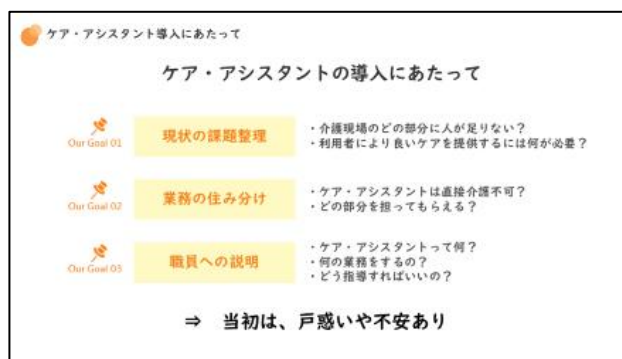 ケア・アシスタント導入にあたって
ケア・アシスタントの導入にあたって
Our Goal 01
現状の課題整理
・介護現場のどの部分に人が足りない？
・利用者により良いケアを提供するには何が必要？
Our Goal 02
業務の住み分け
・ケア・アシスタントは直接介護不可？
・どの部分を担ってもらえる？
Our Goal 03
職員への説明
・ケア・アシスタントって何？
・何の業務をするの？
・どう指導すればいいの？
⇒ 当初は、戸惑いや不安あり